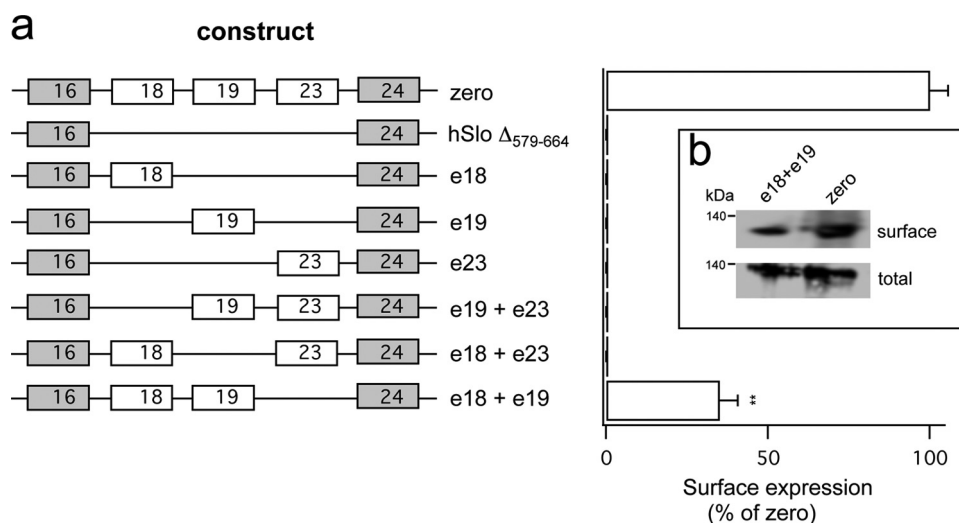 a
construct
16 18 19 23 24 zero
16 24 hSlo Δ579-664
16 18 24 e18
16 19 24 e19
16 23 24 e23
16 19 23 24 e19 + e23
16 18 23 24 e18 + e23
16 18 19 24 e18 + e19
b
e18+e19 zero
kDa
140 surface
140 total
**
0 50 100
Surface expression
(% of zero)